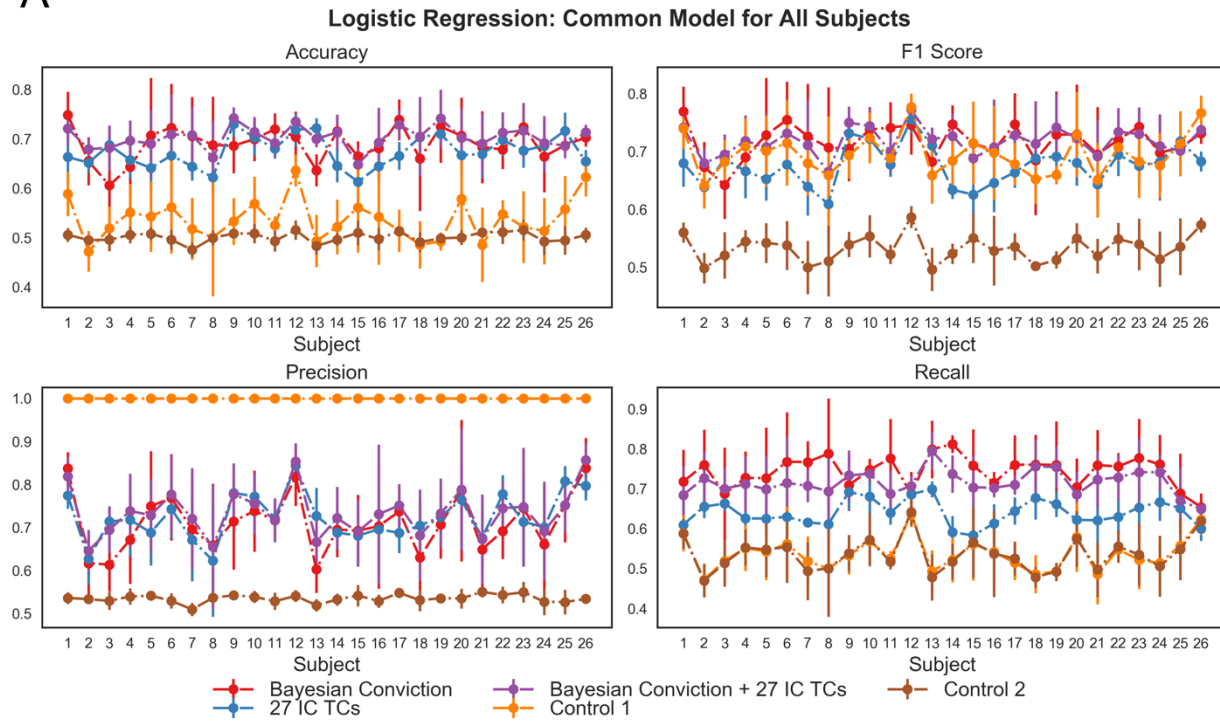 A
Logistic Regression: Common Model for All Subjects
Accuracy
F1 Score
0.8
0.7
0.6
0.5
0.4
0.8
0.7
0.6
0.5
1 2 3 4 5 6 7 8 9 10 11 12 13 14 15 16 17 18 19 20 21 22 23 24 25 26
1 2 3 4 5 6 7 8 9 10 11 12 13 14 15 16 17 18 19 20 21 22 23 24 25 26
Subject
Subject
Precision
Recall
1.0
0.9
0.8
0.7
0.6
0.5
0.9
0.8
0.7
0.6
0.5
0.4
1 2 3 4 5 6 7 8 9 10 11 12 13 14 15 16 17 18 19 20 21 22 23 24 25 26
1 2 3 4 5 6 7 8 9 10 11 12 13 14 15 16 17 18 19 20 21 22 23 24 25 26
Subject
Subject
Bayesian Conviction
27 IC TCs
Bayesian Conviction + 27 IC TCs
Control 1
Control 2